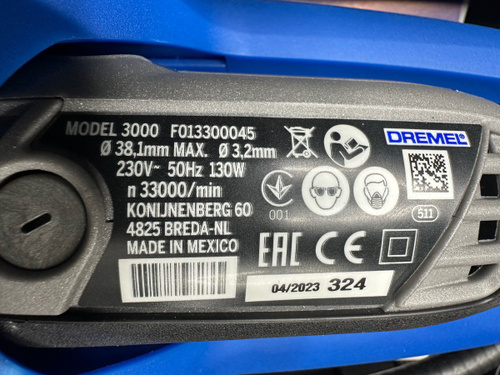 MODEL 3000 F013300045
Ø 38,1mm MAX. Ø 3,2mm
230V~ 50Hz 130W
n 33000/min
KONIJNENBERG 60
4825 BREDA-NL
MADE IN MEXICO
DREMEL
001
511
EAC CE
04/2023 324